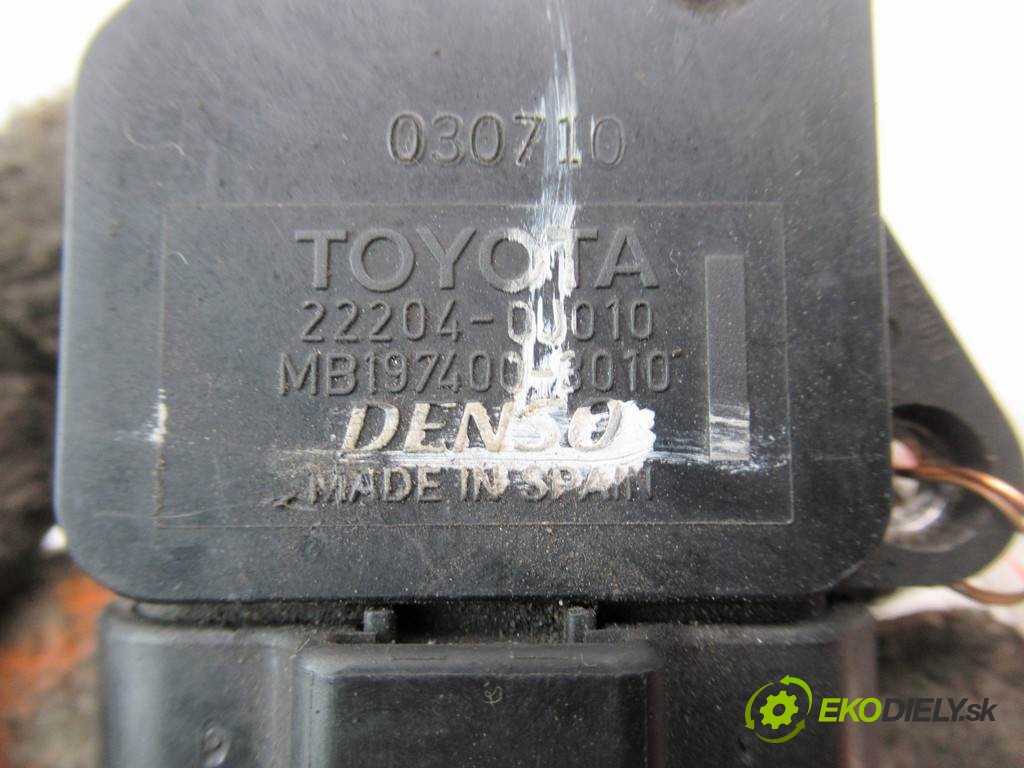 030710
TOYOTA
22204-0J010
MB197400-3010
DENSO
MADE IN SPAIN
EKODIELY.sk